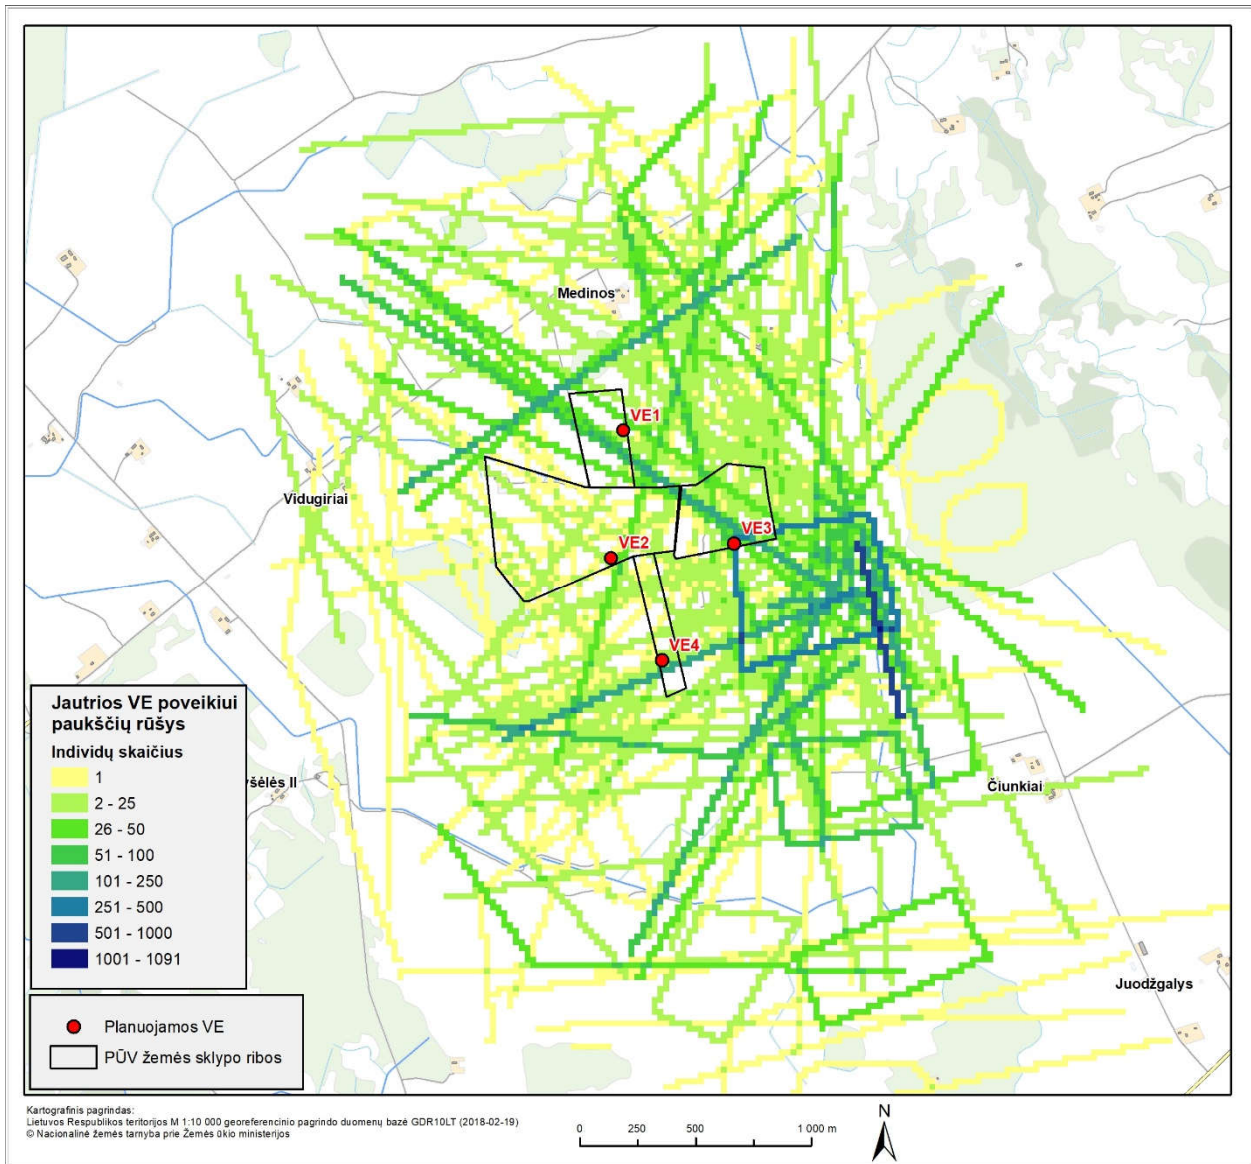 Medinos
VE1
Vidugiriai
VE3
VE2
VE4
Jautrios VE poveikiui
paukščių rūšys
Individų skaičius
1
2 - 25
26 - 50
51 - 100
101 - 250
251 - 500
501 - 1000
1001 - 1091
yšėlės II
Čiunkiai
Juodžgalys
Planuojamos VE
PŪV žemės sklypo ribos
Kartografinis pagrindas:
Lietuvos Respublikos teritorijos M 1:10 000 georeferencinio pagrindo duomenų bazė GDR10LT (2018-02-19)
© Nacionalinė žemės tarnyba prie Žemės ūkio ministerijos
0 250 500 1 000 m
N